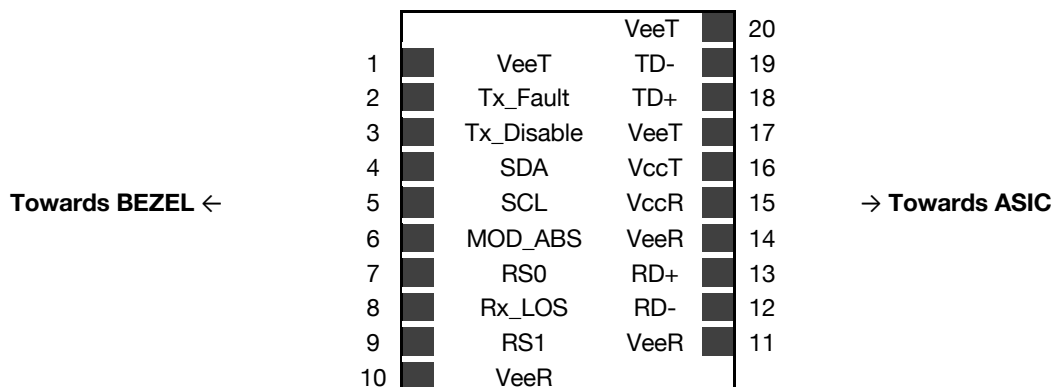 VeeT 20
1 VeeT TD- 19
2 Tx_Fault TD+ 18
3 Tx_Disable VeeT 17
4 SDA VccT 16
Towards BEZEL ← 5 SCL VccR 15 → Towards ASIC
6 MOD_ABS VeeR 14
7 RS0 RD+ 13
8 Rx_LOS RD- 12
9 RS1 VeeR 11
10 VeeR